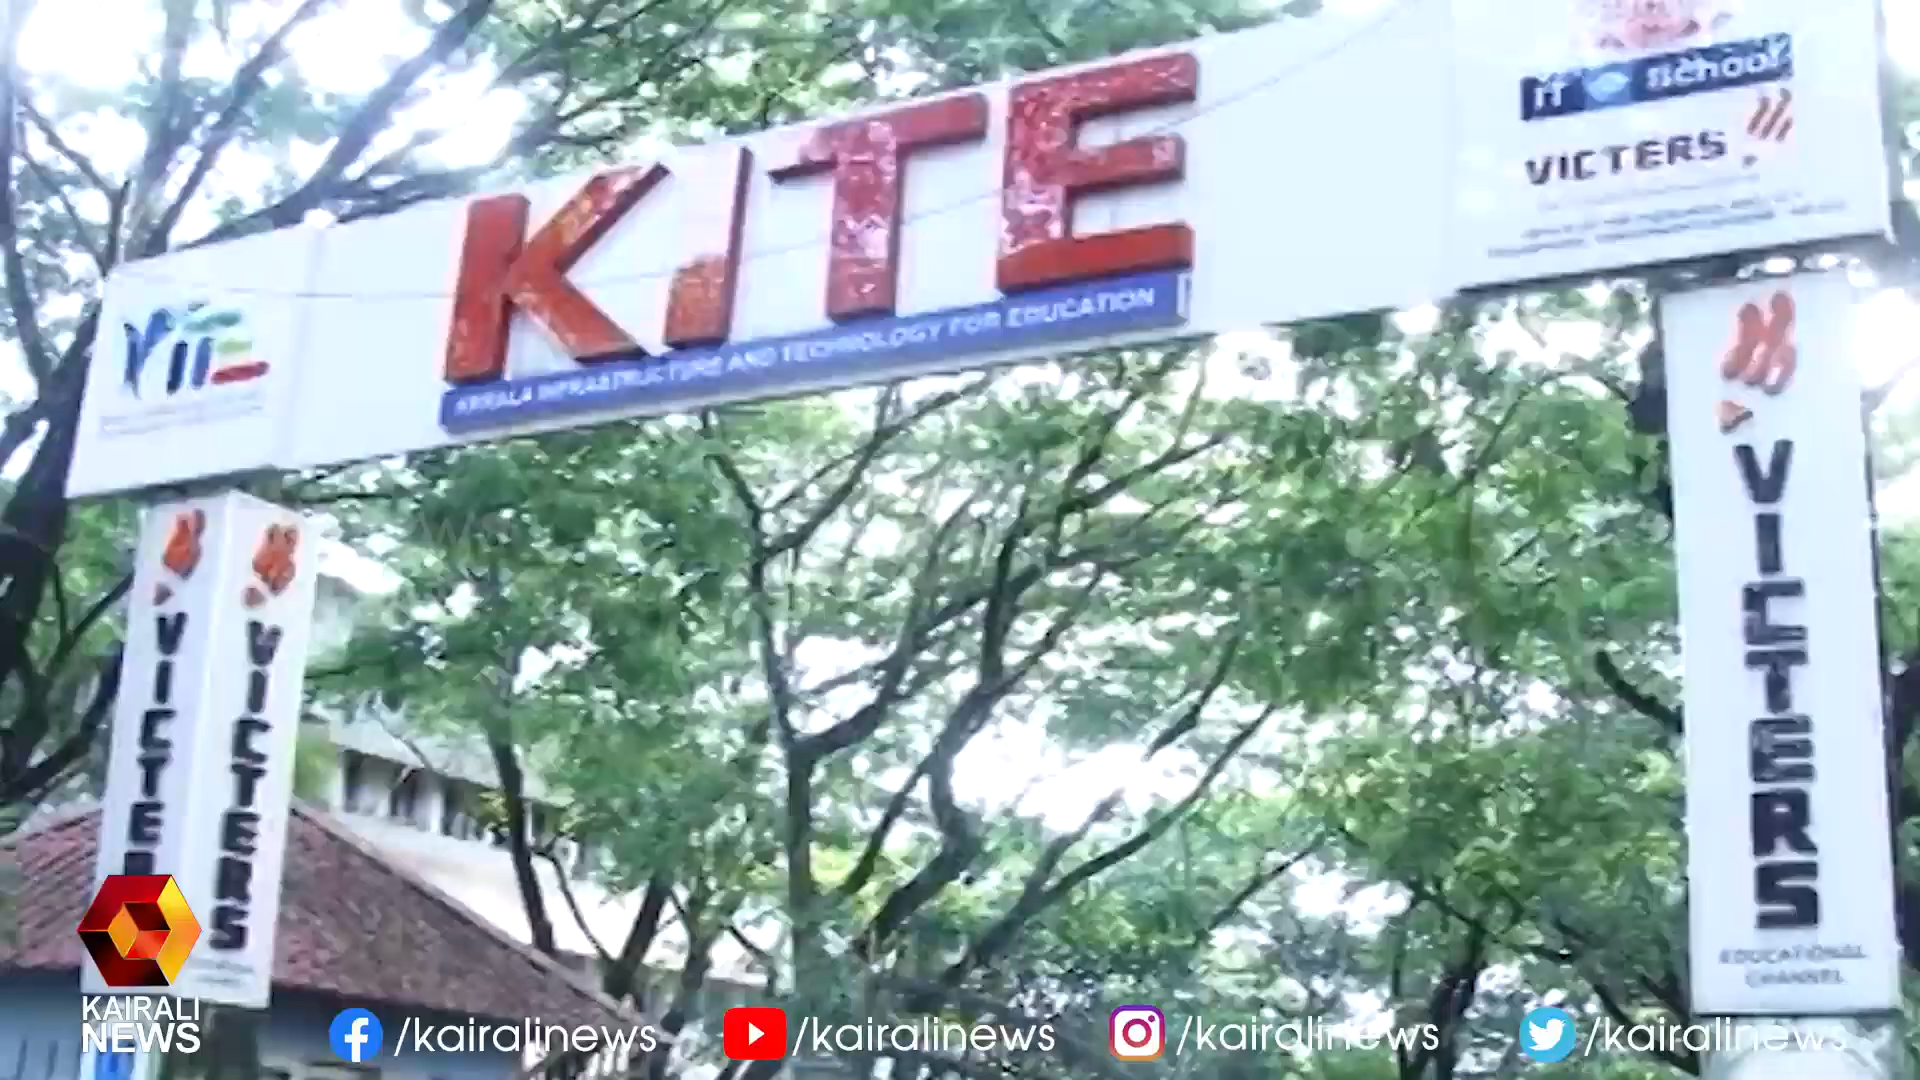 KITE
KERALA INFRASTRUCTURE AND TECHNOLOGY FOR EDUCATION
IT @ School
VICTERS
VICTERS
VICTERS
VICTERS
EDUCATIONAL
CHANNEL
KAIRALI
NEWS
/kairalinews
/kairalinews
/kairalinews
/kairalinews